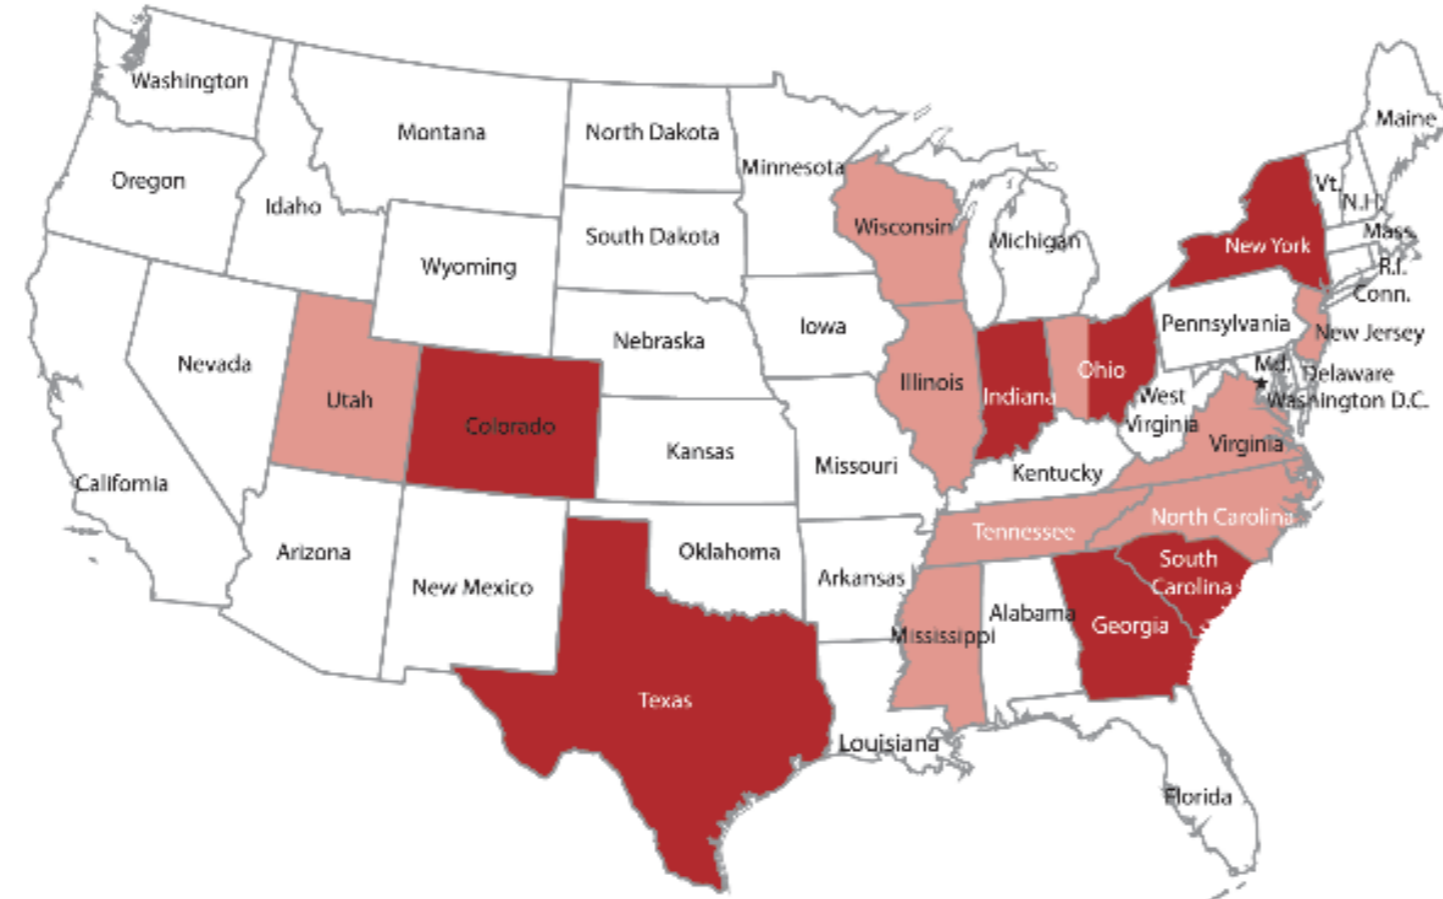 Washington
Oregon
Idaho
Montana
North Dakota
Minnesota
South Dakota
Wyoming
Wisconsin
Michigan
New York
Vt.
N.H.
Maine
Mass.
R.I.
Conn.
Nevada
Utah
Colorado
Nebraska
Iowa
Illinois
Indiana
Ohio
Pennsylvania
New Jersey
Md.
Delaware
Washington D.C.
West
Virginia
Virginia
California
Kansas
Missouri
Kentucky
Arizona
New Mexico
Oklahoma
Arkansas
Tennessee
North Carolina
South
Carolina
Texas
Louisiana
Mississippi
Alabama
Georgia
Florida